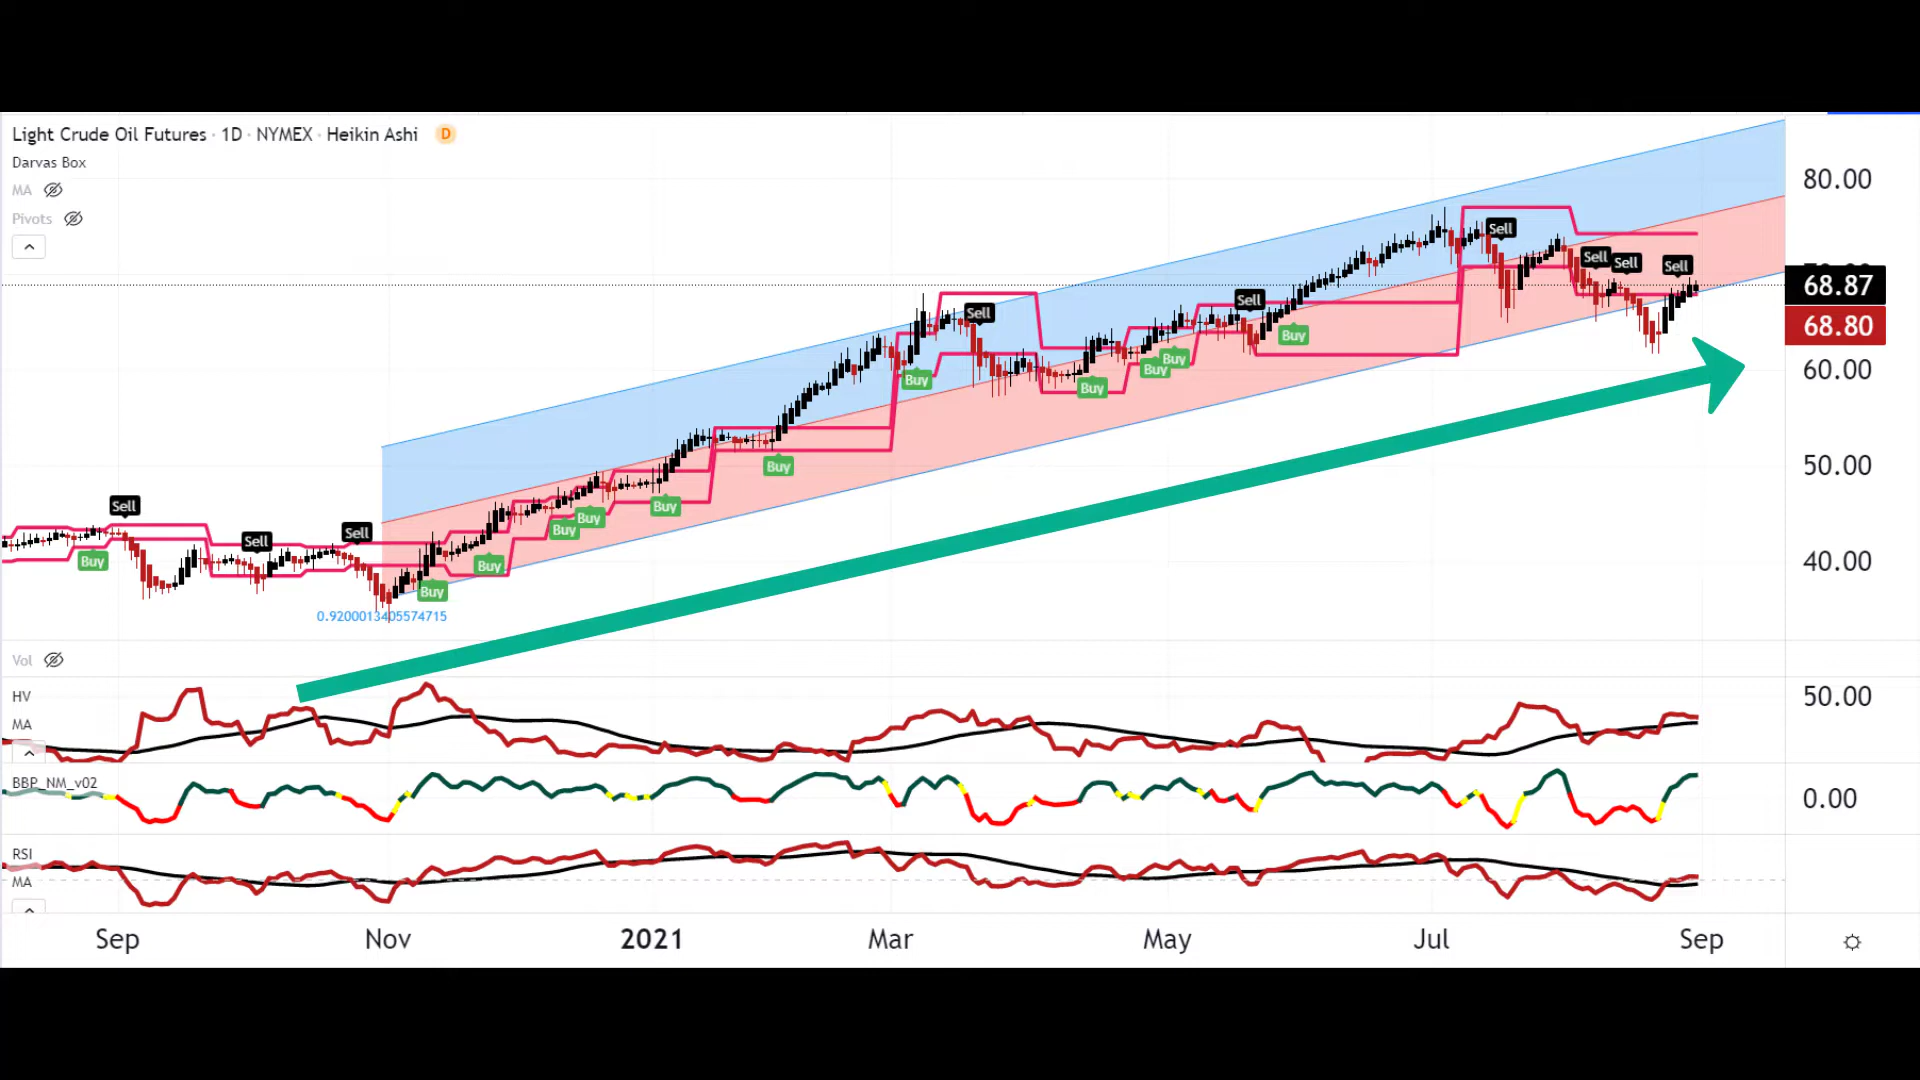 Light Crude Oil Futures · 1D · NYMEX · Heikin Ashi D
Darvas Box
MA
Pivots
80.00
68.87
68.80
60.00
50.00
40.00
Sell
Sell
Sell
Sell
Sell
Sell
Sell
Sell
Sell
Buy
Buy
Buy
Buy
Buy
Buy
Buy
Buy
Buy
Buy
Buy
Buy
0.9200013405574715
Vol
HV
MA
50.00
BBP_NM_v02
0.00
RSI
MA
Sep Nov 2021 Mar May Jul Sep